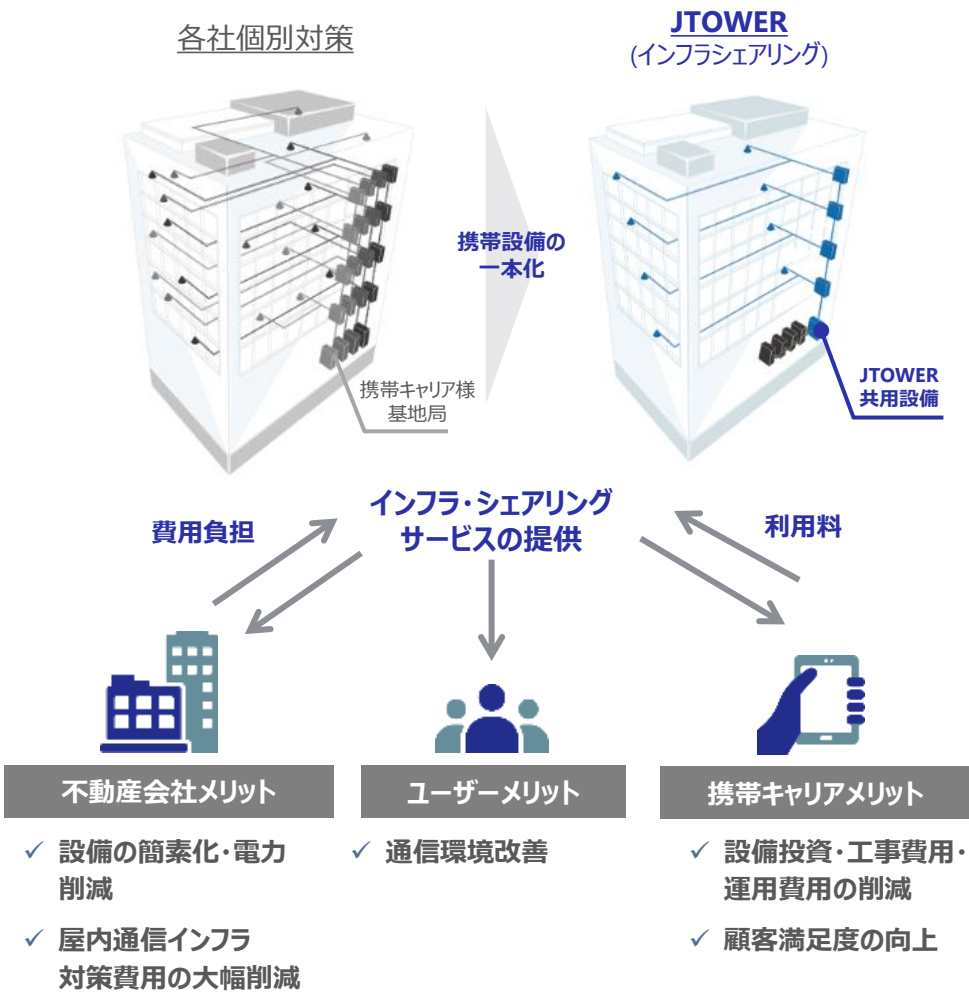 各社個別対策
JTOWER
(インフラシェアリング)
携帯設備の
一本化
携帯キャリア様
基地局
JTOWER
共用設備
インフラ・シェアリング
サービスの提供
費用負担
利用料
不動産会社メリット
ユーザーメリット
携帯キャリアメリット
✓ 設備の簡素化・電力
削減
✓ 屋内通信インフラ
対策費用の大幅削減
✓ 通信環境改善
✓ 設備投資・工事費用・
運用費用の削減
✓ 顧客満足度の向上